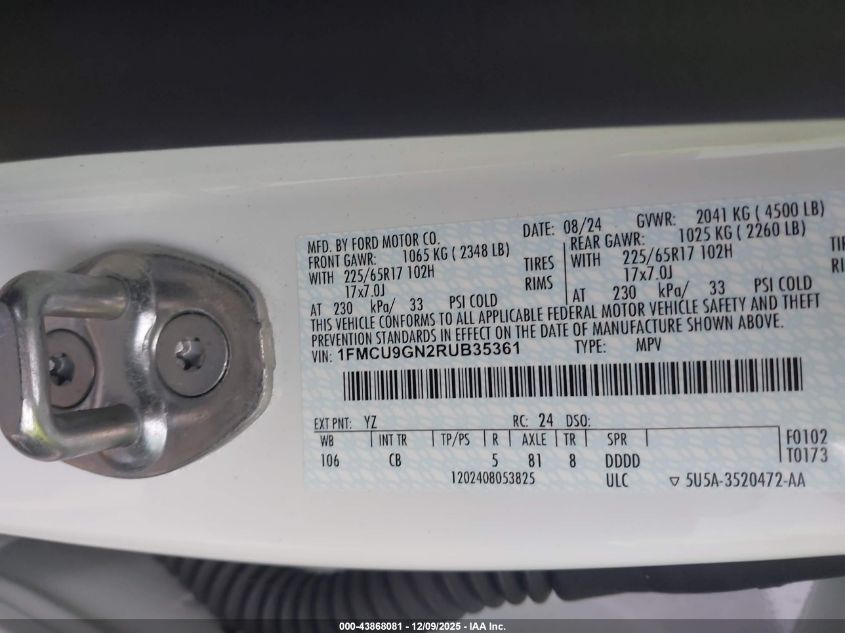 MFD. BY FORD MOTOR CO. DATE: 08/24 GVWR: 2041 KG ( 4500 LB)
FRONT GAWR: 1065 KG ( 2348 LB) REAR GAWR: 1025 KG ( 2260 LB)
WITH 225/65R17 102H TIRES WITH 225/65R17 102H TIRE
17x7.0J RIMS 17x7.0J RIM
AT 230 kPa/ 33 PSI COLD AT 230 kPa/ 33 PSI COLD
THIS VEHICLE CONFORMS TO ALL APPLICABLE FEDERAL MOTOR VEHICLE SAFETY AND THEFT
PREVENTION STANDARDS IN EFFECT ON THE DATE OF MANUFACTURE SHOWN ABOVE.
VIN: 1FMCU9GN2RUB35361 TYPE: MPV
EXT PNT: YZ RC: 24 DSO:
WB INT TR TP/PS R AXLE TR SPR F0102
106 CB 5 81 8 DDDD T0173
1202408053825 ULC ▽ 5U5A-3520472-AA
000-43868081 - 12/09/2025 - IAA Inc.